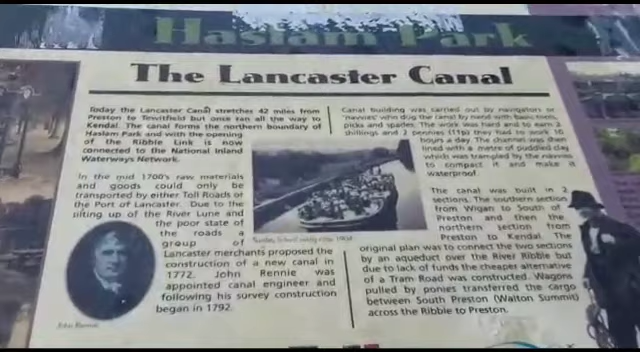 Haslam Park
The Lancaster Canal
Today the Lancaster Canal stretches 42 miles from
Preston to Tewitfield but once ran all the way to
Kendal. The canal forms the northern boundary of
Haslam Park and with the opening
of the Ribble Link is now
connected to the National Inland
Waterways Network.
In the mid 1700's raw materials
and goods could only be
transported by either Toll Roads or
the Port of Lancaster. Due to the
silting up of the River Lune and
the poor state of
the roads a
group of
Lancaster merchants proposed the
construction of a new canal in
1772. John Rennie was
appointed canal engineer and
following his survey construction
began in 1792.
John Rennie
Canal building was carried out by navigators or
'navvies' who dug the canal by hand with basic tools,
picks and spades. The work was hard and to earn 2
shillings and 2 pennies (11p) they had to work 10
hours a day. The channel was then
lined with a metre of puddled clay
which was trampled by the navvies
to compact it and make it
waterproof.
The canal was built in 2
sections. The southern section
from Wigan to South of
Preston and then the
northern section from
Preston to Kendal. The
original plan was to connect the two sections
by an aqueduct over the River Ribble but
due to lack of funds the cheaper alternative
of a Tram Road was constructed. Wagons
pulled by ponies transferred the cargo
between South Preston (Walton Summit)
across the Ribble to Preston.
Sunday School outing